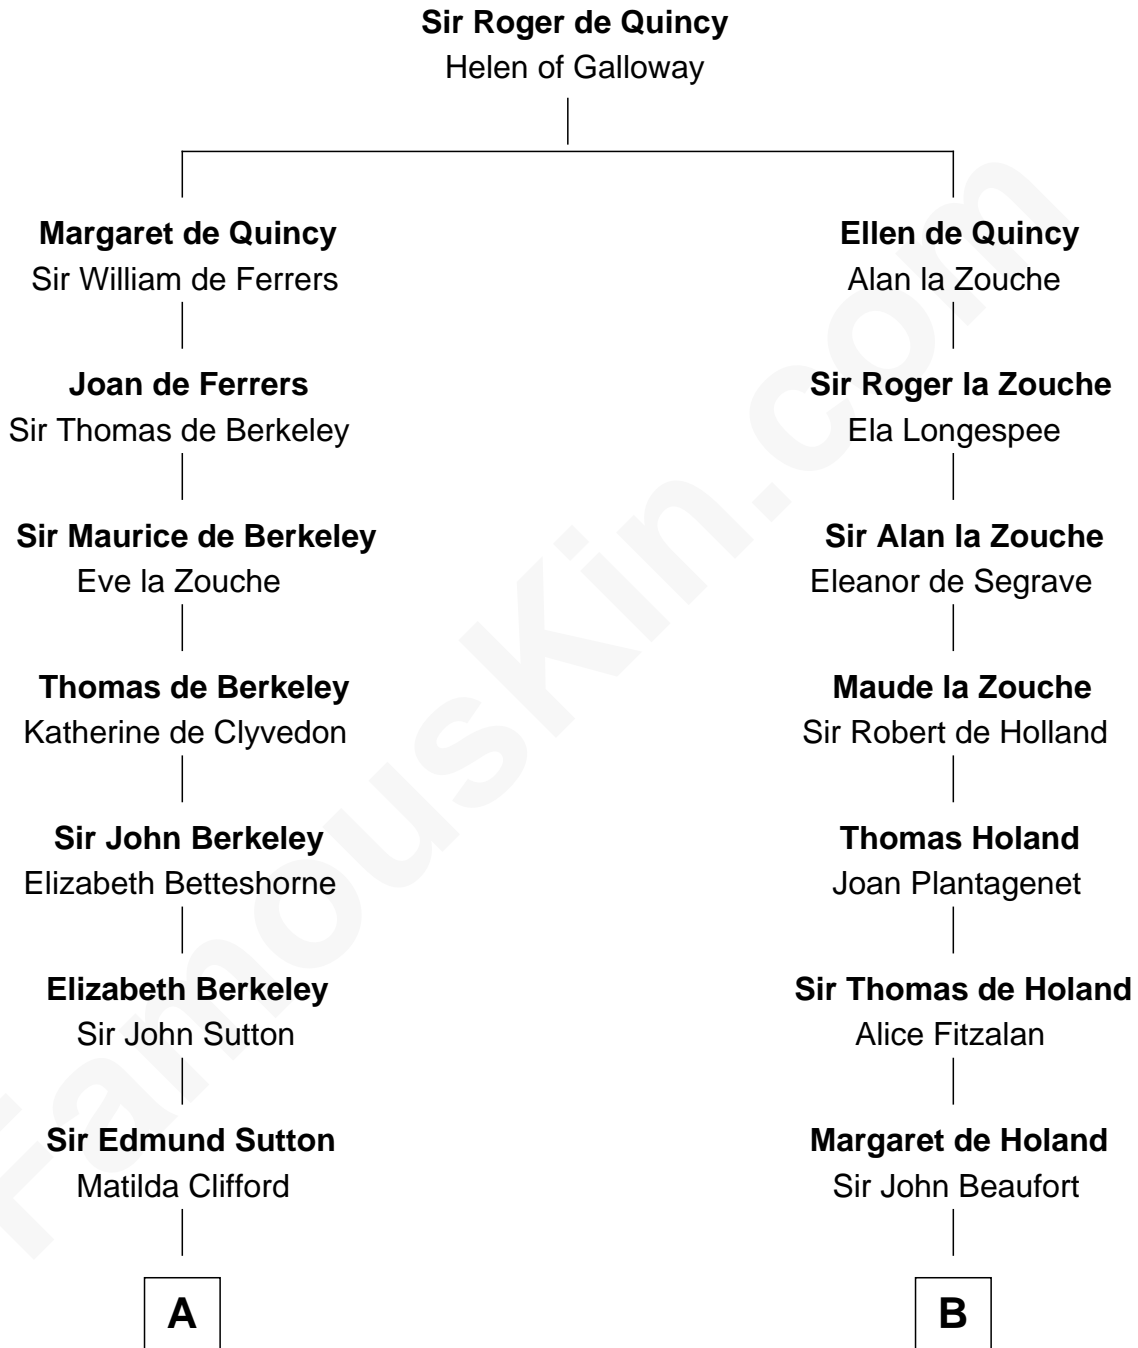 Sir Roger de Quincy
Helen of Galloway
Margaret de Quincy
Sir William de Ferrers
Joan de Ferrers
Sir Thomas de Berkeley
Sir Maurice de Berkeley
Eve la Zouche
Thomas de Berkeley
Katherine de Clyvedon
Sir John Berkeley
Elizabeth Betteshorne
Elizabeth Berkeley
Sir John Sutton
Sir Edmund Sutton
Matilda Clifford
A
Ellen de Quincy
Alan la Zouche
Sir Roger la Zouche
Ela Longespee
Sir Alan la Zouche
Eleanor de Segrave
Maude la Zouche
Sir Robert de Holland
Thomas Holand
Joan Plantagenet
Sir Thomas de Holand
Alice Fitzalan
Margaret de Holand
Sir John Beaufort
B
FamousKin.com